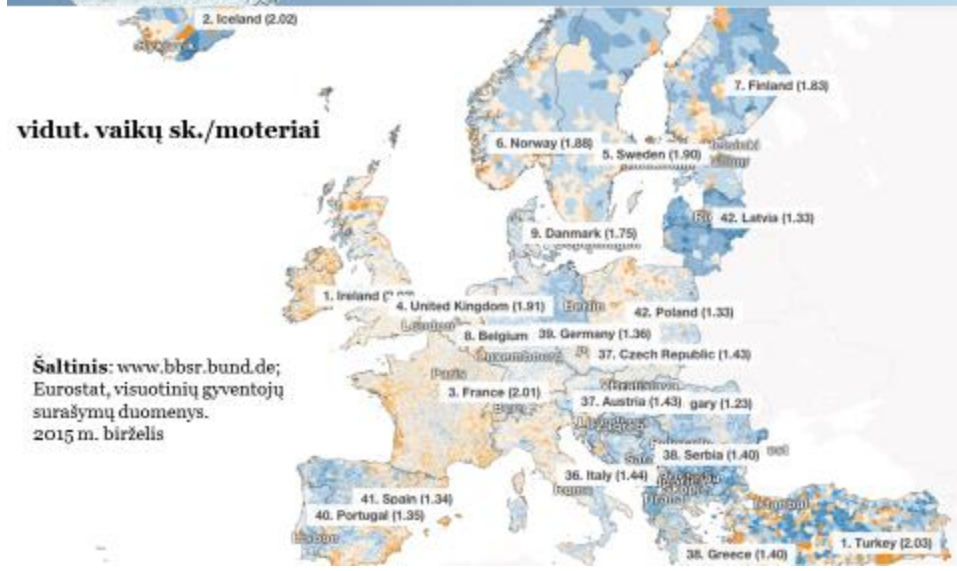 2. Iceland (2.02)
7. Finland (1.83)
vidut. vaikų sk./moteriai
6. Norway (1.88)
5. Sweden (1.90)
42. Latvia (1.33)
9. Danmark (1.75)
1. Ireland
4. United Kingdom (1.91)
Berlin
42. Poland (1.33)
London
8. Belgium
39. Germany (1.36)
Luxembourg
37. Czech Republic (1.43)
Šaltinis: www.bbsr.bund.de;
Eurostat, visuotinių gyventojų
surašymų duomenys.
2015 m. birželis
Paris
Bratislava
3. France (2.01)
37. Austria (1.43)
gary (1.23)
38. Serbia (1.40)
36. Italy (1.44)
Roma
41. Spain (1.34)
40. Portugal (1.35)
Istanbul
Lisbon
38. Greece (1.40)
1. Turkey (2.03)